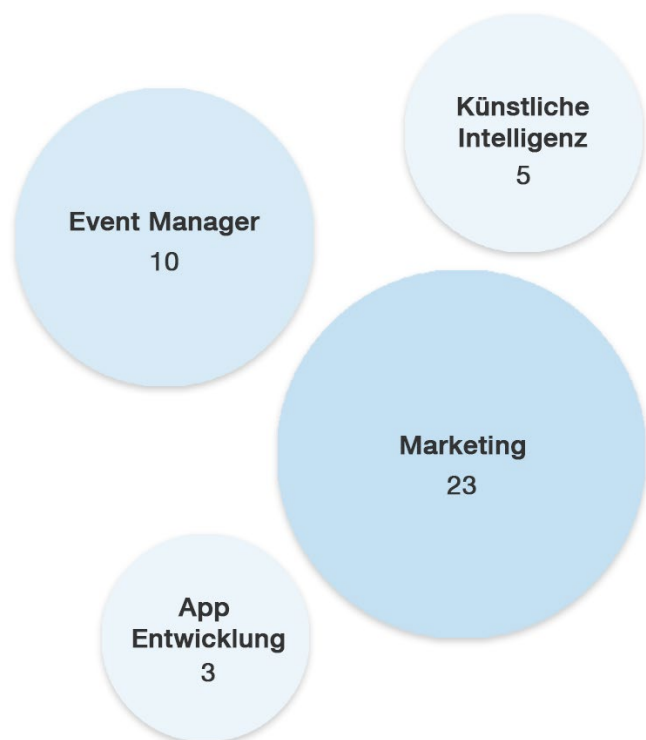 Künstliche
Intelligenz
5
Event Manager
10
Marketing
23
App
Entwicklung
3